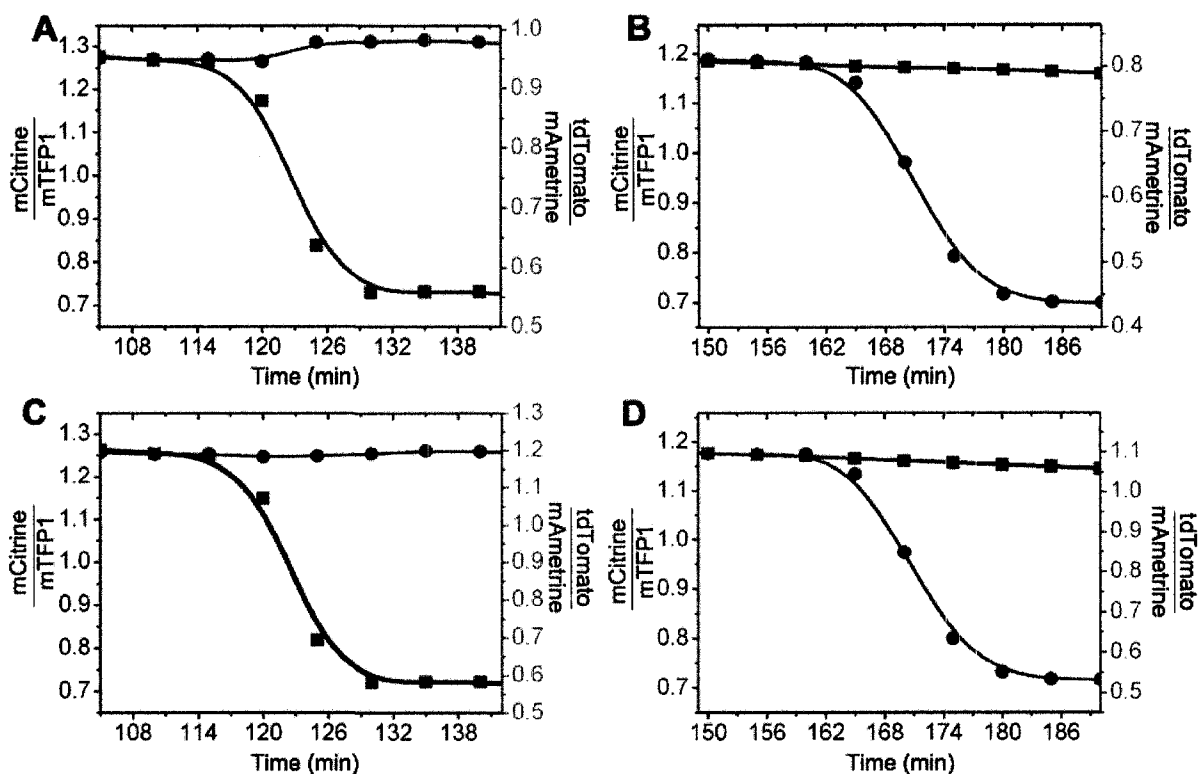 A
1.3
1.2
1.1
1.0
0.9
0.8
0.7
mCitrine
mTFP1
1.0
0.9
0.8
0.7
0.6
0.5
tdTomato
mAmetrine
108 114 120 126 132 138
Time (min)
B
1.2
1.1
1.0
0.9
0.8
0.7
mCitrine
mTFP1
0.8
0.7
0.6
0.5
0.4
tdTomato
mAmetrine
150 156 162 168 174 180 186
Time (min)
C
1.3
1.2
1.1
1.0
0.9
0.8
0.7
mCitrine
mTFP1
1.3
1.2
1.1
1.0
0.9
0.8
0.7
0.6
0.5
tdTomato
mAmetrine
108 114 120 126 132 138
Time (min)
D
1.2
1.1
1.0
0.9
0.8
0.7
mCitrine
mTFP1
1.1
1.0
0.9
0.8
0.7
0.6
0.5
tdTomato
mAmetrine
150 156 162 168 174 180 186
Time (min)